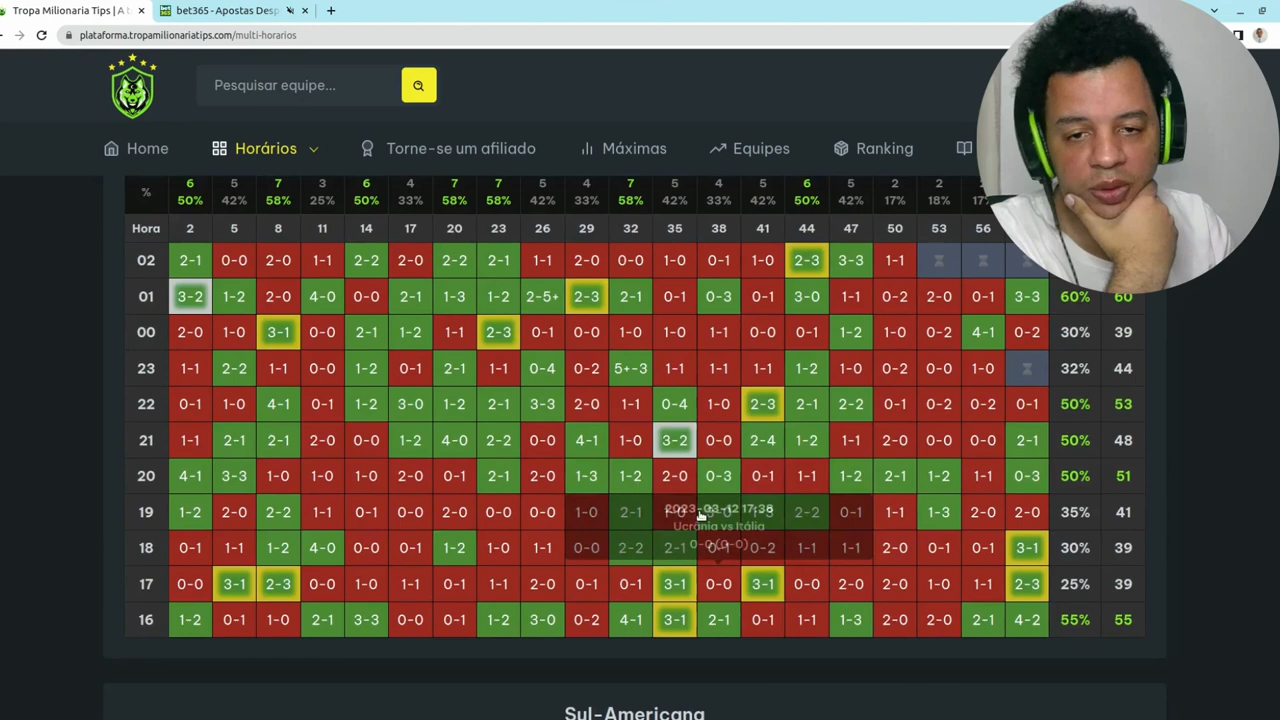 Tropa Milionaria Tips | A t
bet365 - Apostas Desp
plataforma.tropamilionariatips.com/multi-horarios
Pesquisar equipe...
Home Horários Torne-se um afiliado Máximas Equipes Ranking
% 6 5 7 3 6 4 7 7 5 4 7 5 4 5 6 5 2 2
50% 42% 58% 25% 50% 33% 58% 58% 42% 33% 58% 42% 33% 42% 50% 42% 17% 18% 17%
Hora 2 5 8 11 14 17 20 23 26 29 32 35 38 41 44 47 50 53 56
02 2-1 0-0 2-0 1-1 2-2 2-0 2-2 2-1 1-1 2-0 0-0 1-0 0-1 1-0 2-3 3-3 1-1
01 3-2 1-2 2-0 4-0 0-0 2-1 1-3 1-2 2-5+ 2-3 2-1 0-1 0-3 0-1 3-0 1-1 0-2 2-0 0-1 3-3 60% 60
00 2-0 1-0 3-1 0-0 2-1 1-2 1-1 2-3 0-1 0-0 1-0 1-0 1-1 0-0 0-1 1-2 1-0 0-2 4-1 0-2 30% 39
23 1-1 2-2 1-1 0-0 1-2 0-1 2-1 1-1 0-4 0-2 5+-3 1-1 1-1 1-1 1-2 1-0 0-2 0-0 1-0 32% 44
22 0-1 1-0 4-1 0-1 1-2 3-0 1-2 2-1 3-3 2-0 1-1 0-4 1-0 2-3 2-1 2-2 0-1 0-2 0-2 0-1 50% 53
21 1-1 2-1 2-1 2-0 0-0 1-2 4-0 2-2 0-0 4-1 1-0 3-2 0-0 2-4 1-2 1-1 2-0 0-0 0-0 2-1 50% 48
20 4-1 3-3 1-0 1-0 1-0 2-0 0-1 2-1 2-0 1-3 1-2 2-0 0-3 0-1 1-1 1-2 2-1 1-2 1-1 0-3 50% 51
19 1-2 2-0 2-2 1-1 0-0 2-0 0-0 1-0 0-0 1-0 2-1 2-2 0-1 1-1 1-3 2-0 0-0 35% 41
2023-03-12 17:38
Ucrânia vs Itália
0-0 (0-0)
18 0-1 1-1 1-2 4-0 0-0 0-0 1-2 1-0 1-1 0-0 2-2 2-1 0-1 0-2 1-1 1-1 2-0 0-1 0-1 3-1 30% 39
17 0-0 3-1 2-3 1-0 1-0 1-1 0-1 1-1 2-0 0-1 0-1 3-1 0-0 3-1 0-0 2-0 2-0 1-0 1-1 2-3 25% 39
16 1-2 0-1 1-0 2-1 3-3 0-0 0-1 1-2 3-0 0-2 4-1 3-1 2-1 0-1 1-1 1-3 2-0 2-0 2-1 4-2 55% 55
Sul-Americana